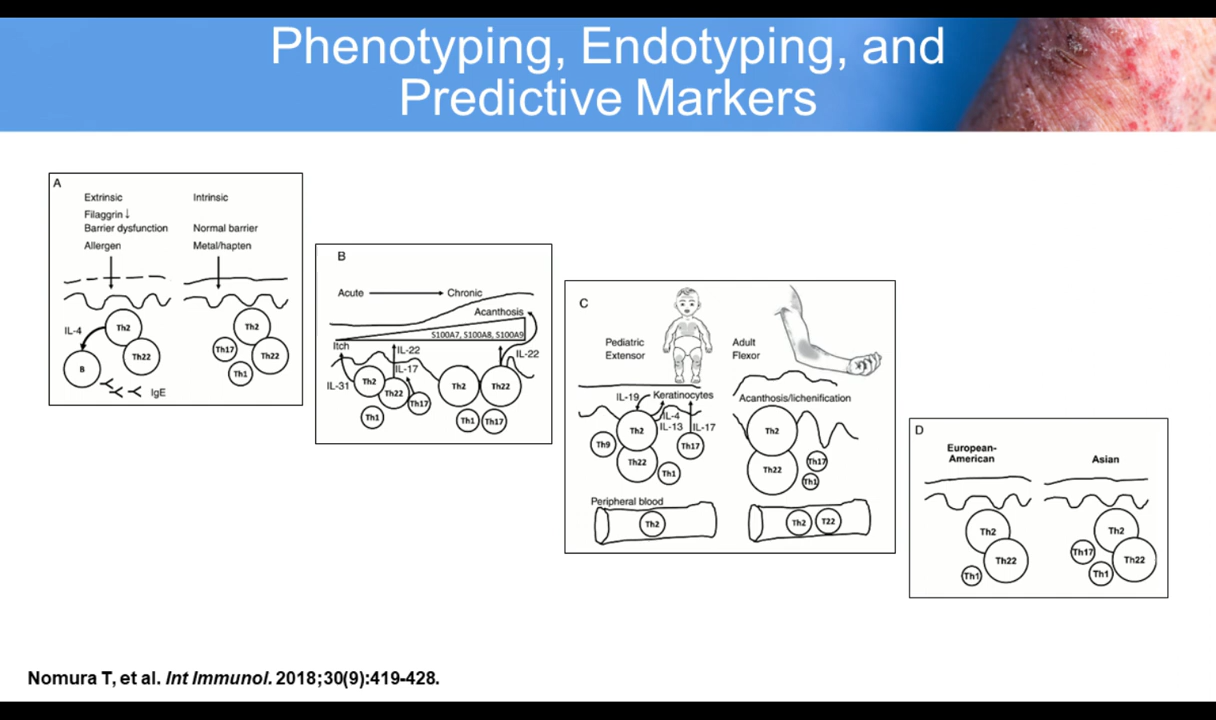 Phenotyping, Endotyping, and
Predictive Markers
A
Extrinsic
Intrinsic
Filaggrin ↓
Barrier dysfunction
Normal barrier
Allergen
Metal/hapten
IL-4
Th2
Th22
B
IgE
Th2
Th17
Th22
Th1
B
Acute
Chronic
Acanthosis
S100A7, S100A8, S100A9
Itch
IL-22
IL-22
IL-17
IL-31
Th2
Th22
Th17
Th1
Th2
Th22
Th1
Th17
C
Pediatric
Extensor
Adult
Flexor
IL-19
Keratinocytes
Acanthosis/lichenification
IL-4
IL-13
IL-17
Th9
Th2
Th17
Th22
Th1
Th2
Th22
Th17
Th1
Peripheral blood
Th2
Th2
T22
D
European-
American
Asian
Th2
Th22
Th1
Th2
Th17
Th22
Th1
Nomura T, et al. Int Immunol. 2018;30(9):419-428.